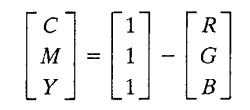 [ C ] = [ 1 ] - [ R ]
[ M ] = [ 1 ] - [ G ]
[ Y ] = [ 1 ] - [ B ]